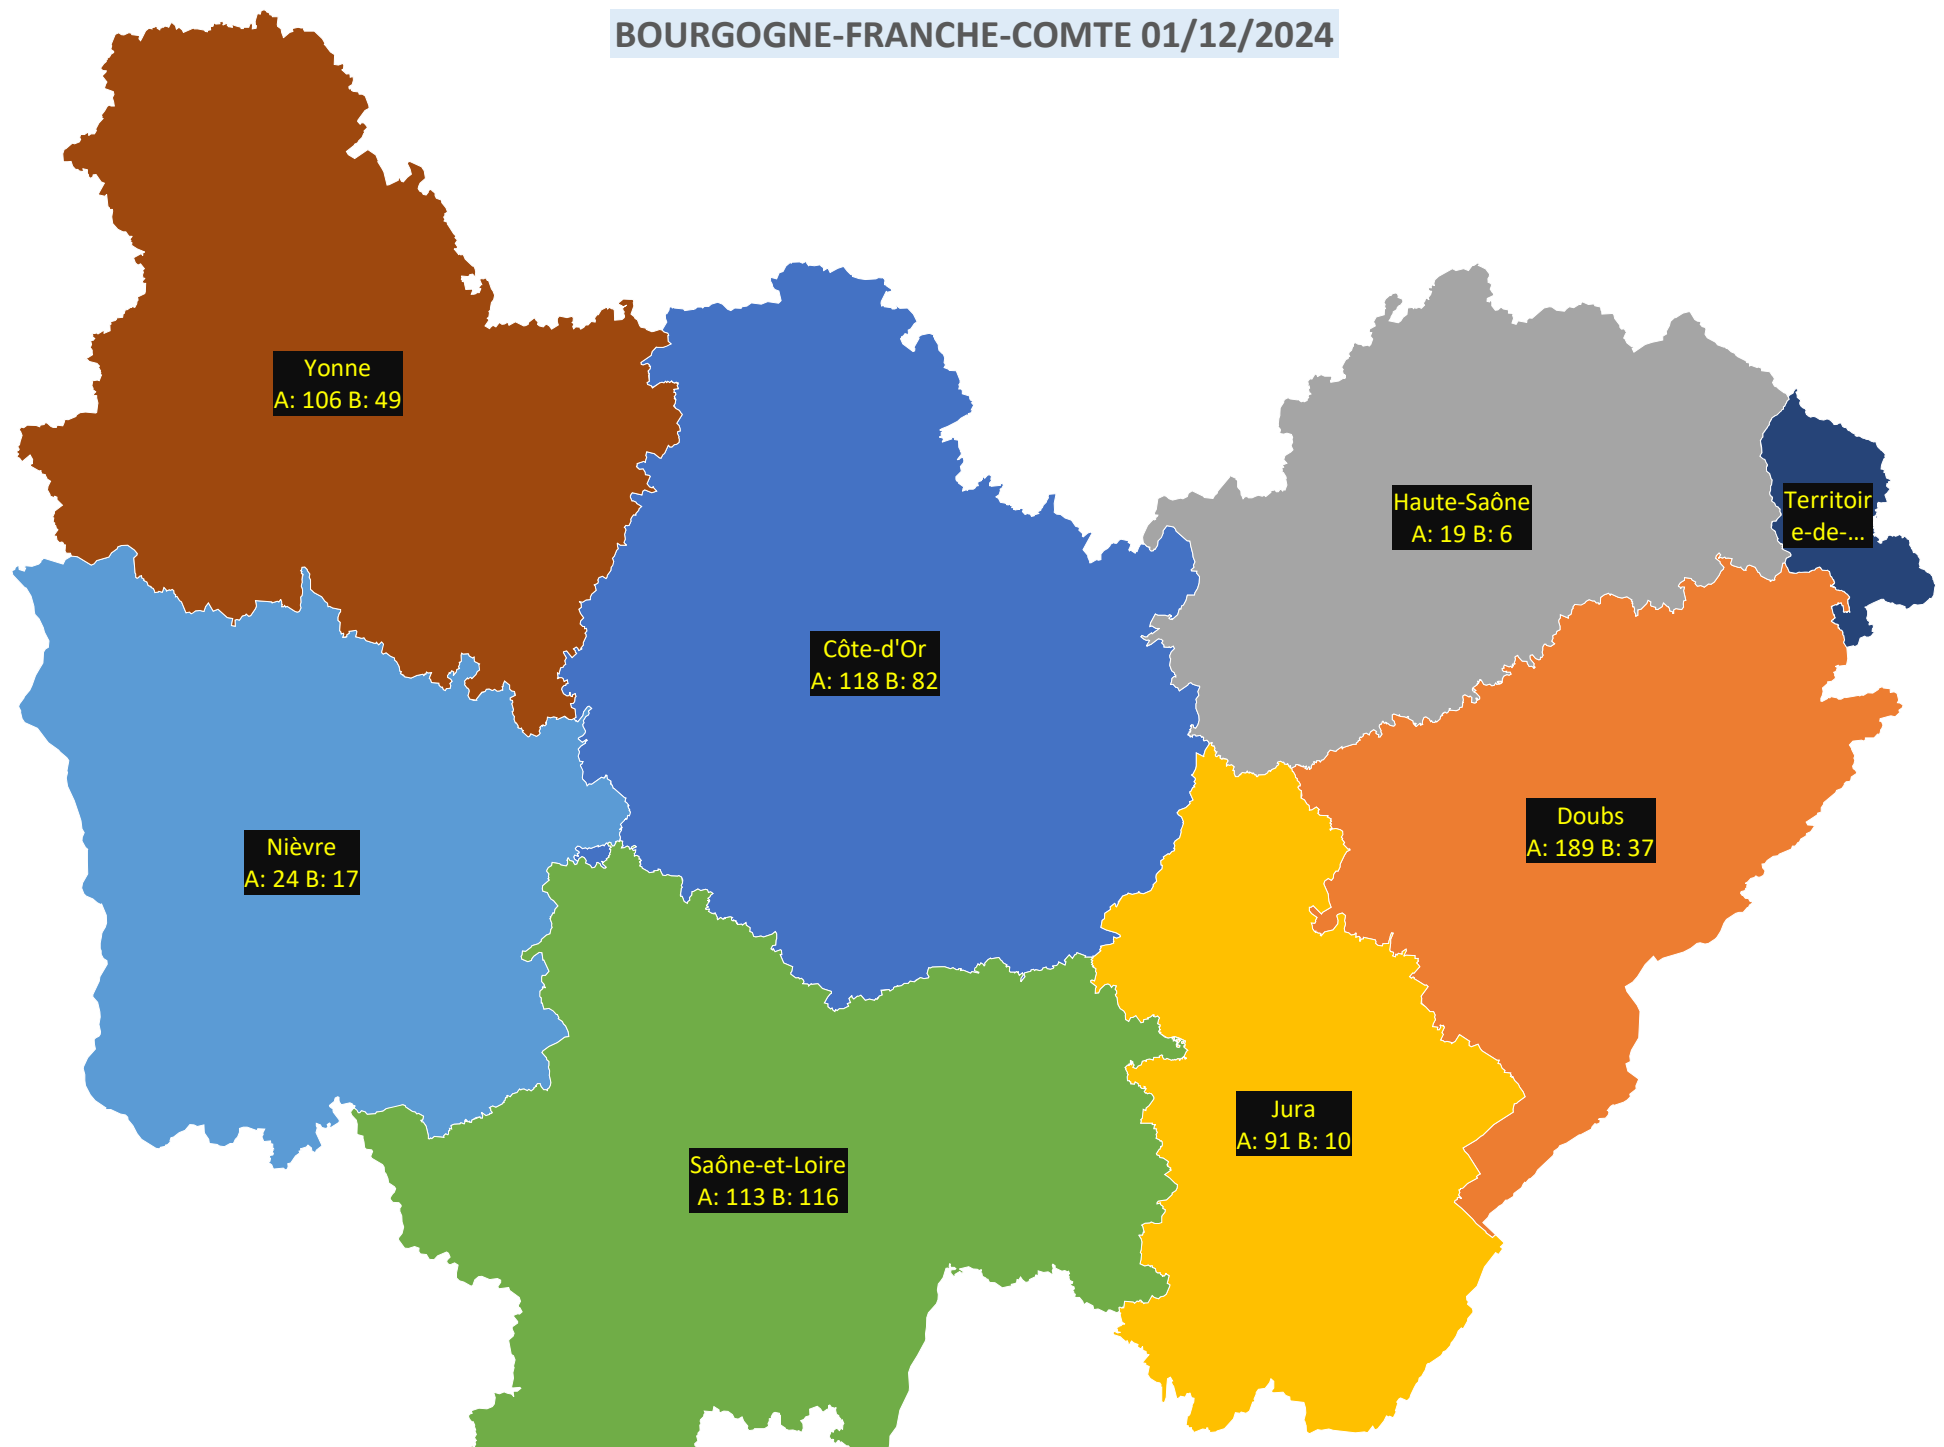 BOURGOGNE-FRANCHE-COMTE 01/12/2024
Yonne
A: 106 B: 49
Haute-Saône
A: 19 B: 6
Territoir
e-de-...
Côte-d'Or
A: 118 B: 82
Doubs
A: 189 B: 37
Nièvre
A: 24 B: 17
Jura
A: 91 B: 10
Saône-et-Loire
A: 113 B: 116